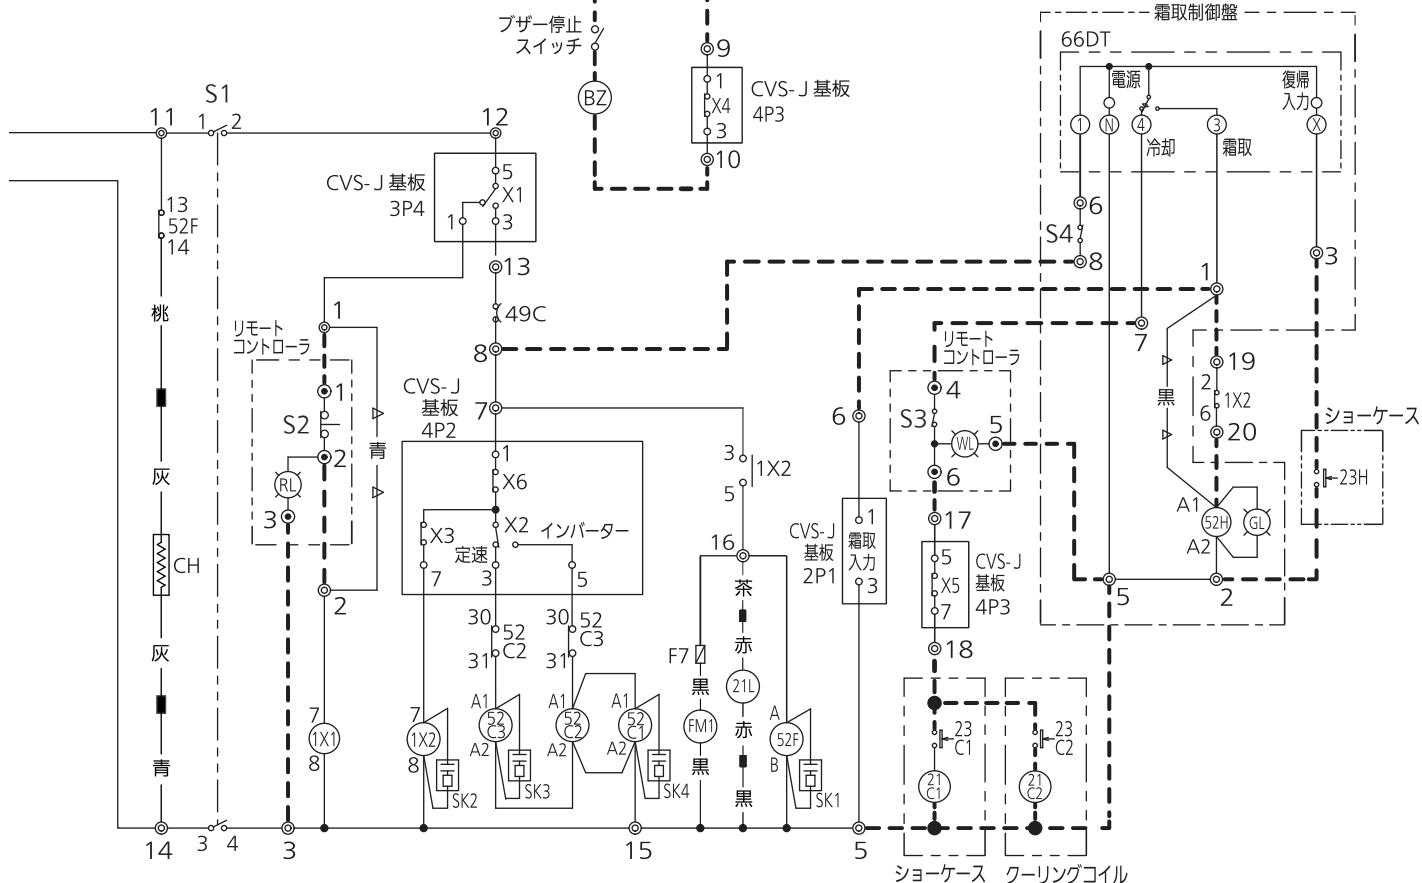 ブザー停止
スイッチ
BZ
9
1
X4
3
10
CVS-J 基板
4P3
霜取制御盤
66DT
電源
復帰
入力
1
N
4
3
X
冷却
霜取
6
S4
8
3
1
7
11
S1
1
2
12
CVS-J 基板
3P4
5
X1
1
3
13
52F
14
13
49C
8
桃
灰
CH
灰
青
14
3
4
リモート
コントローラ
1
1
S2
2
RL
3
青
2
7
1X1
8
3
CVS-J
基板
4P2
7
1
X6
X2
インバーター
X3
定速
7
3
5
30
52
C2
31
30
52
C3
31
7
1X2
8
SK2
A1
52
C3
A2
SK3
A1
52
C2
A2
A1
52
C1
A2
SK4
15
3
1X2
5
16
茶
赤
21L
赤
黒
F7
黒
FM1
黒
A
52F
B
SK1
6
CVS-J
基板
2P1
1
霜取
入力
3
5
リモート
コントローラ
4
S3
WL
5
6
17
5
X5
7
CVS-J
基板
4P3
18
23
C1
21
C1
ショーケース
23
C2
21
C2
クーリングコイル
黒
19
2
1X2
6
20
A1
52H
A2
GL
5
2
ショーケース
23H